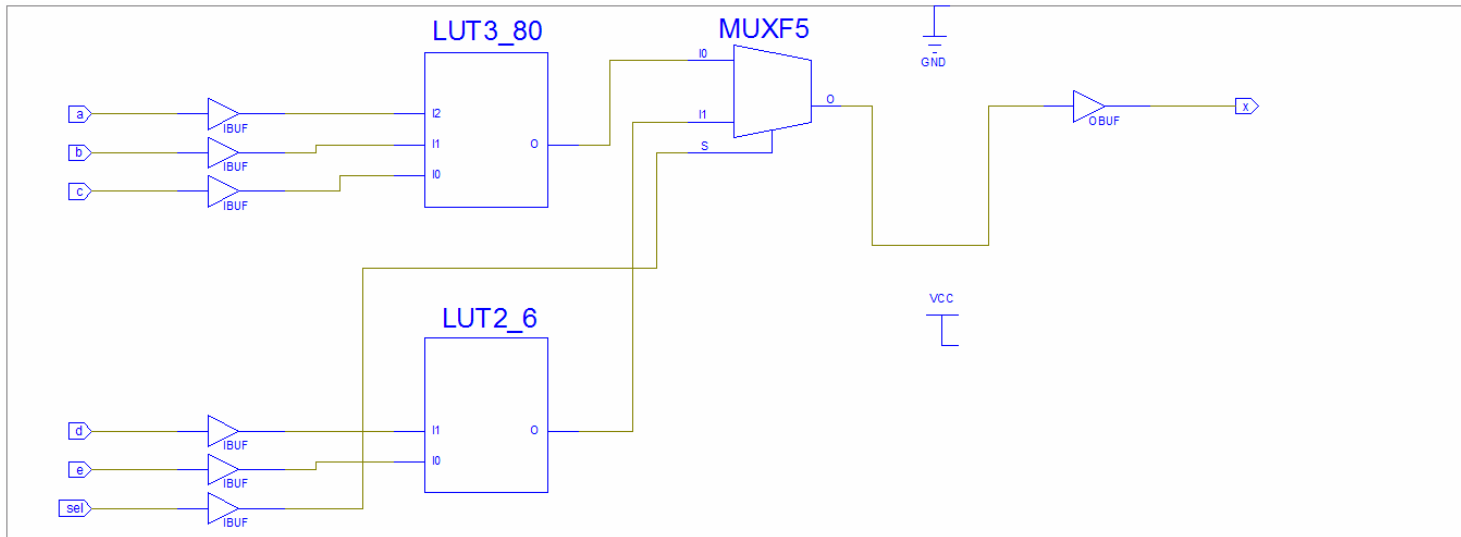 LUT3_80
MUXF5
GND
a
IBUF
I2
b
IBUF
I1
O
c
IBUF
I0
I0
I1
S
O
OBUF
x
VCC
LUT2_6
d
IBUF
I1
O
e
IBUF
I0
sel
IBUF